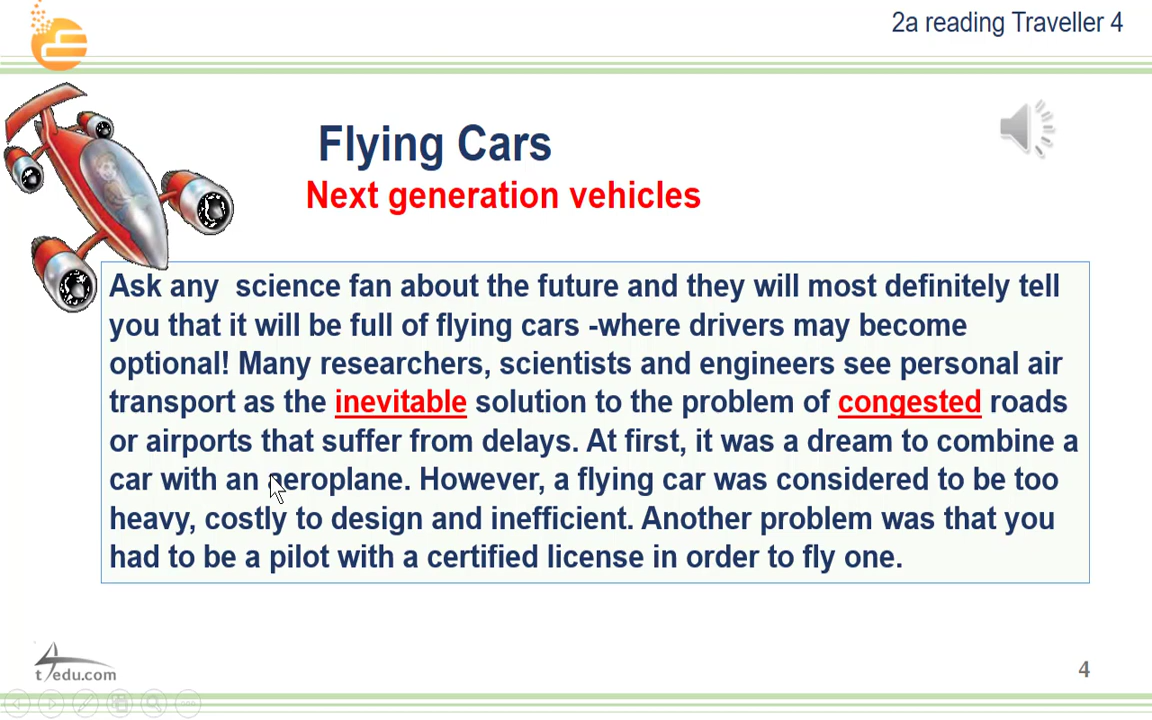 2a reading Traveller 4
Flying Cars
Next generation vehicles
Ask any science fan about the future and they will most definitely tell
you that it will be full of flying cars -where drivers may become
optional! Many researchers, scientists and engineers see personal air
transport as the inevitable solution to the problem of congested roads
or airports that suffer from delays. At first, it was a dream to combine a
car with an aeroplane. However, a flying car was considered to be too
heavy, costly to design and inefficient. Another problem was that you
had to be a pilot with a certified license in order to fly one.
t4edu.com
4